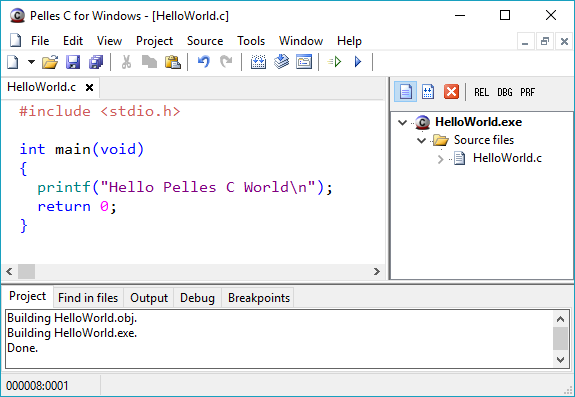 Pelles C for Windows - [HelloWorld.c]
File Edit View Project Source Tools Window Help
HelloWorld.c
REL DBG PRF
#include <stdio.h>
int main(void)
{
  printf("Hello Pelles C World\n");
  return 0;
}
HelloWorld.exe
Source files
HelloWorld.c
Project Find in files Output Debug Breakpoints
Building HelloWorld.obj.
Building HelloWorld.exe.
Done.
000008:0001